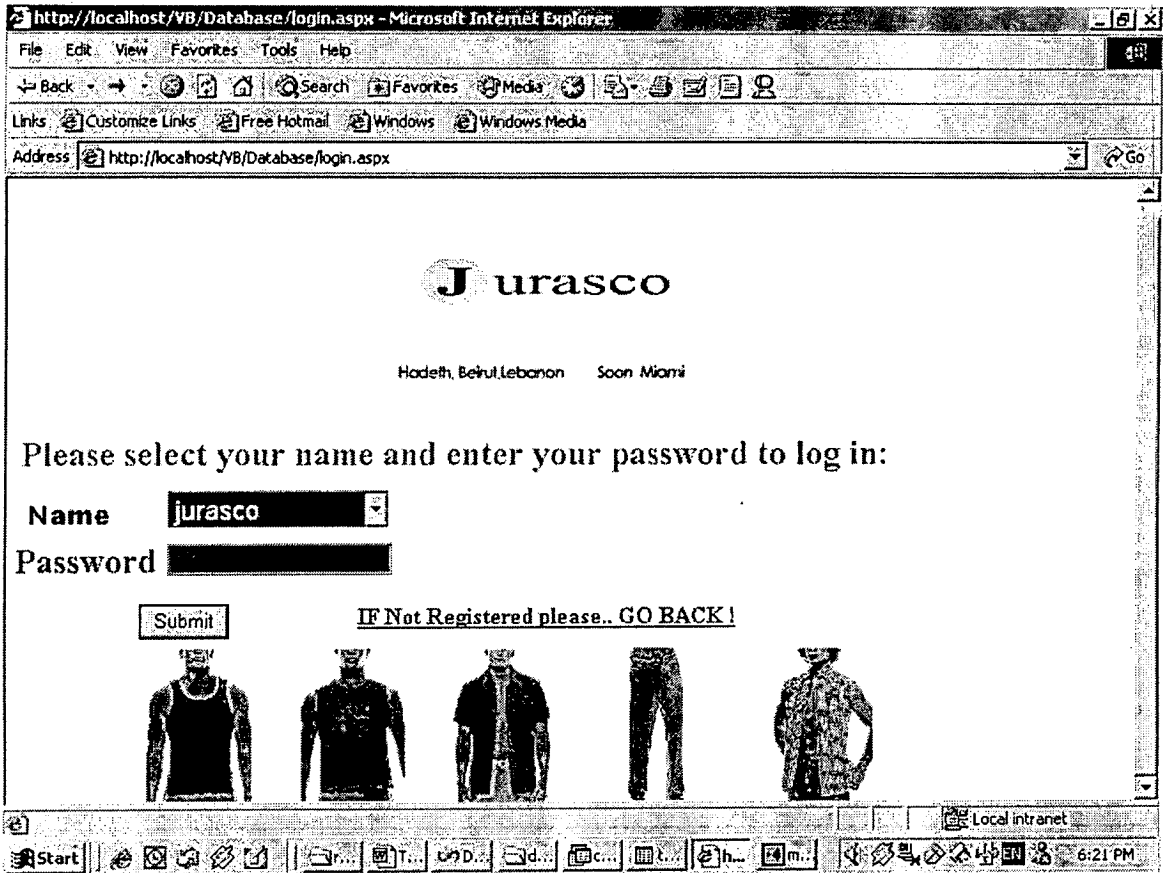 http://localhost/VB/Database/login.aspx - Microsoft Internet Explorer
File Edit View Favorites Tools Help
Back Search Favorites Media
Links Customize Links Free Hotmail Windows Windows Media
Address http://localhost/VB/Database/login.aspx Go
Jurasco
Hadeth, Beirut,Lebanon Soon Miami
Please select your name and enter your password to log in:
Name jurasco
Password
Submit IF Not Registered please.. GO BACK !
Local intranet
Start r... T... D... d... c... h... m... EN 6:21 PM